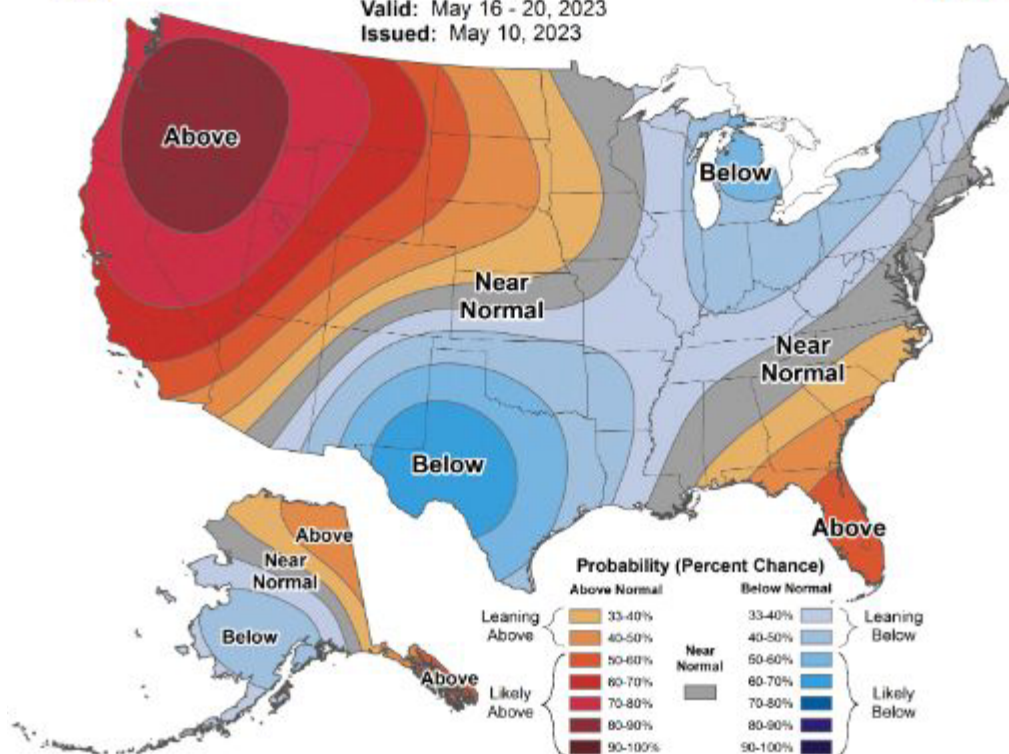 Valid: May 16 - 20, 2023
Issued: May 10, 2023
Above
Below
Near
Normal
Near
Normal
Below
Above
Above
Near
Normal
Below
Above
Probability (Percent Chance)
Above Normal
Below Normal
Leaning
Above
33-40%
40-50%
Likely
Above
50-60%
60-70%
70-80%
80-90%
90-100%
Near
Normal
33-40%
40-50%
Leaning
Below
50-60%
60-70%
70-80%
80-90%
90-100%
Likely
Below